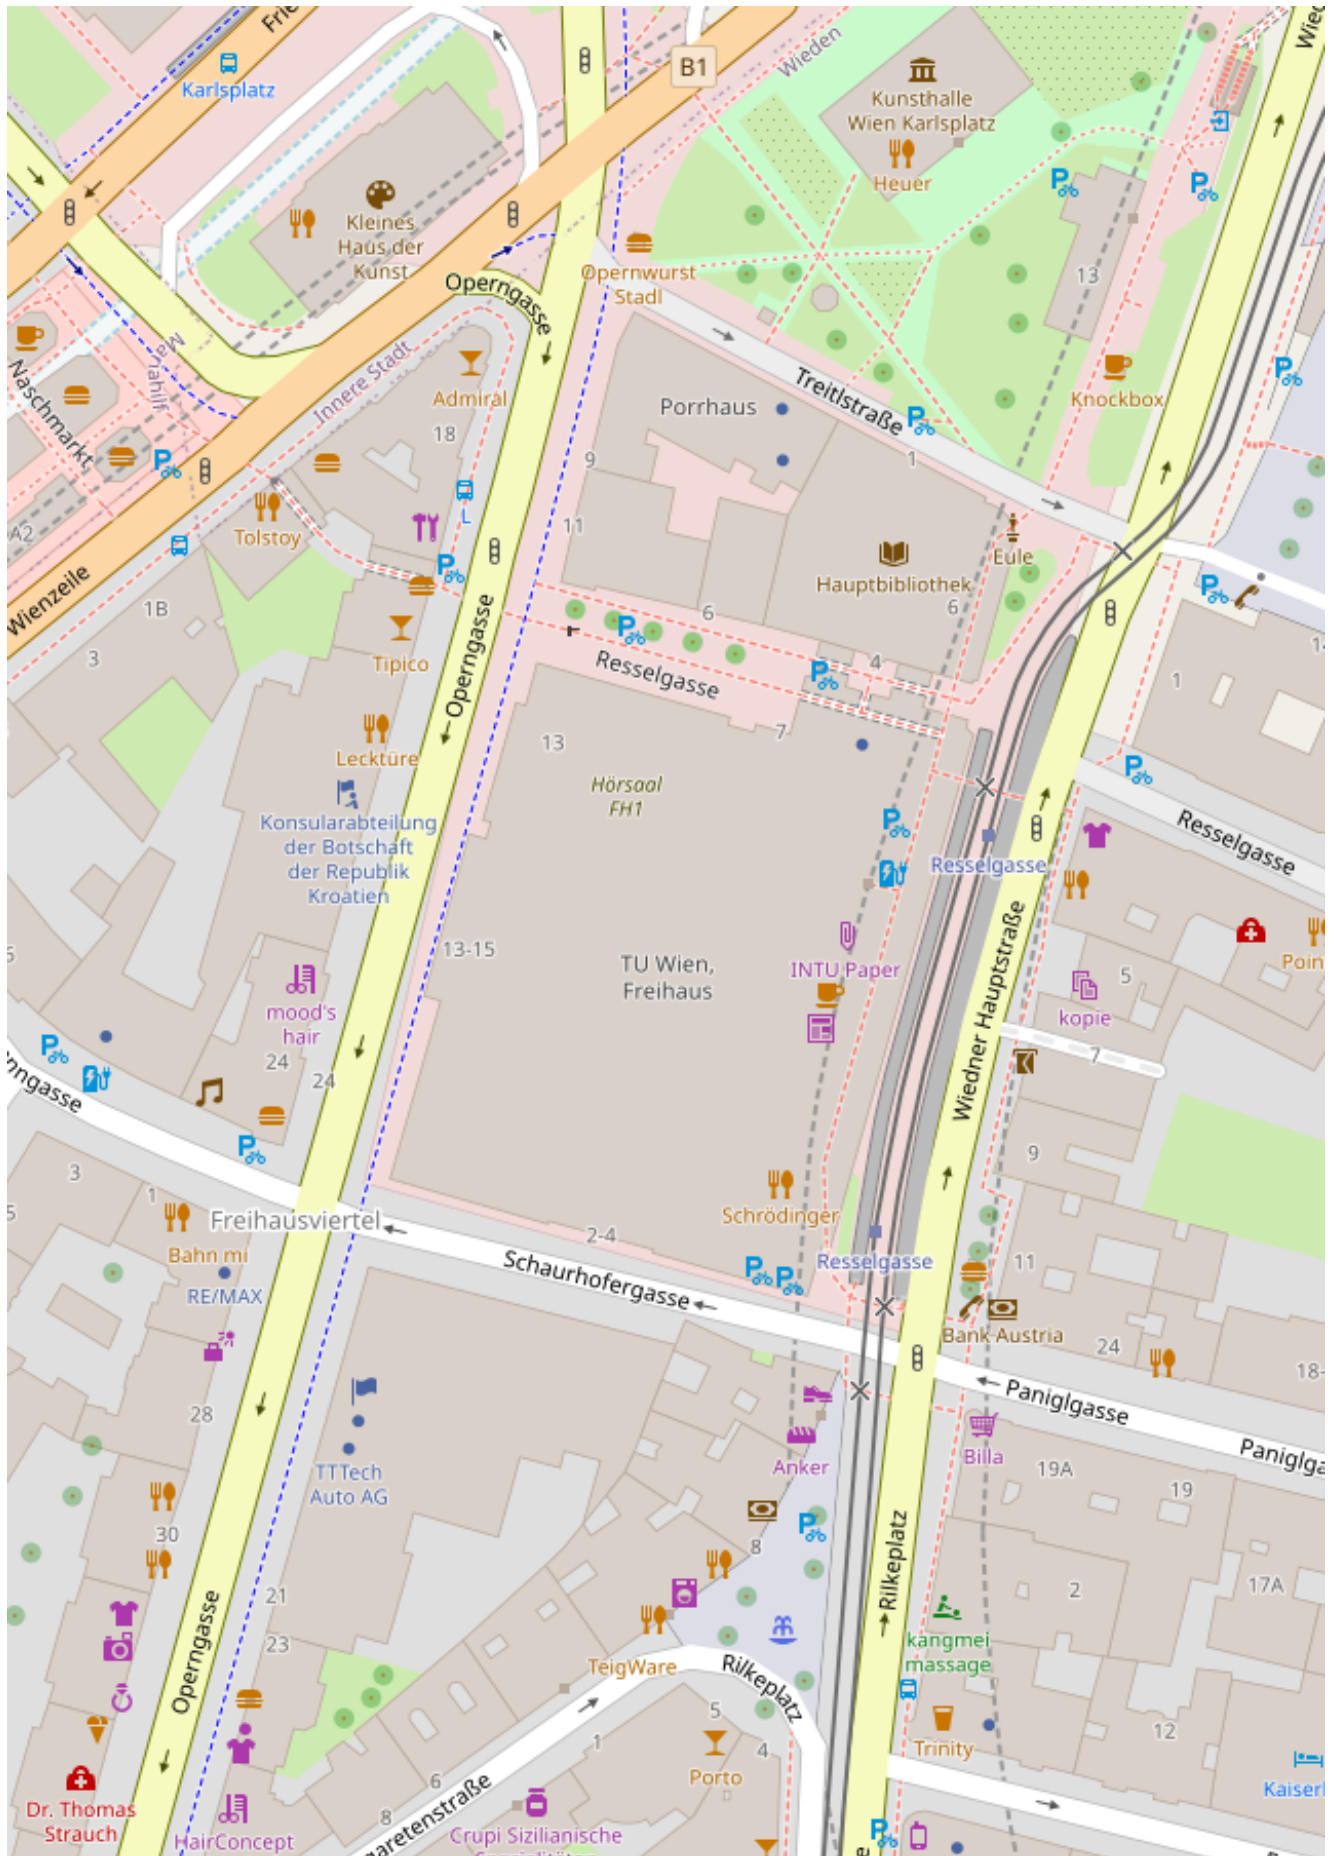 Karlsplatz
B1
Wieden
Kunsthalle
Wien Karlsplatz
Heuer
Kleines
Haus der
Kunst
Operngasse
Opernwurst
Stadl
13
Mariahilf
Innere Stadt
Naschmarkt
Admiral
18
Porrhaus
Treitlstraße
Knockbox
9
1
11
A2
Tolstoy
L
Hauptbibliothek
Eule
Wienzeile
1B
3
Tipico
Operngasse
6
6
4
Resselgasse
1
Lecktüre
13
7
Hörsaal
FH1
Konsularabteilung
der Botschaft
der Republik
Kroatien
Resselgasse
Resselgasse
13-15
TU Wien,
Freihaus
INTU Paper
Wiedner Hauptstraße
5
kopie
7
mood's
hair
24
24
9
3
1
Bahn mi
Freihausviertel
RE/MAX
Schrödinger
2-4
Schaurhofergasse
Resselgasse
11
Bank Austria
24
Paniglgasse
28
TTTech
Auto AG
Anker
Billa
19A
19
30
8
21
23
2
17A
Rilkeplatz
kangmei
massage
Operngasse
TeigWare
Rilkeplatz
5
4
1
Porto
Trinity
12
Dr. Thomas
Strauch
HairConcept
6
8
Crupi Sizilianische